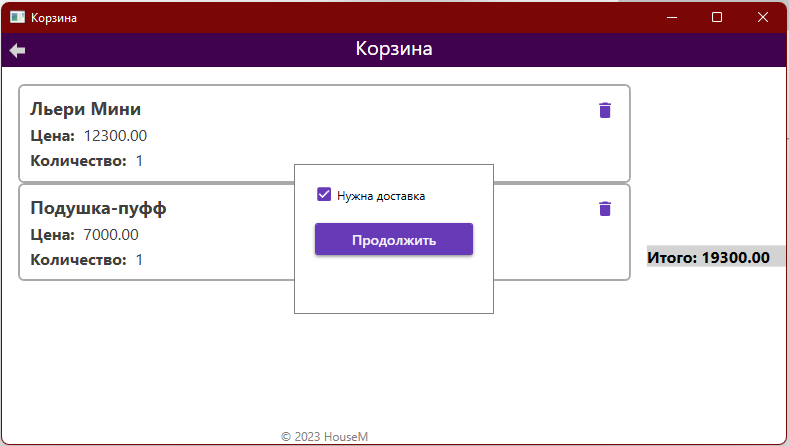 Корзина
Корзина
Льери Мини
Цена: 12300.00
Количество: 1
Подушка-пуфф
Цена: 7000.00
Количество: 1
Нужна доставка
Продолжить
Итого: 19300.00
© 2023 HouseM